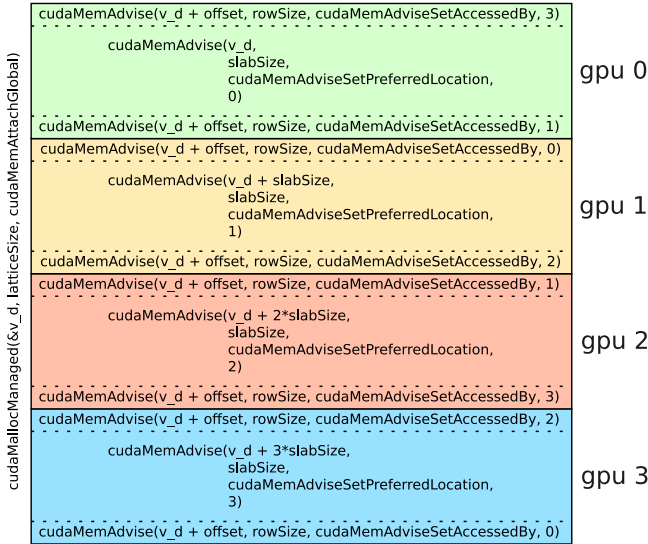 cudaMallocManaged(&v_d, latticeSize, cudaMemAttachGlobal)
cudaMemAdvise(v_d + offset, rowSize, cudaMemAdviseSetAccessedBy, 3)
cudaMemAdvise(v_d,
slabSize,
cudaMemAdviseSetPreferredLocation,
0)
cudaMemAdvise(v_d + offset, rowSize, cudaMemAdviseSetAccessedBy, 1)
gpu 0
cudaMemAdvise(v_d + offset, rowSize, cudaMemAdviseSetAccessedBy, 0)
cudaMemAdvise(v_d + slabSize,
slabSize,
cudaMemAdviseSetPreferredLocation,
1)
cudaMemAdvise(v_d + offset, rowSize, cudaMemAdviseSetAccessedBy, 2)
gpu 1
cudaMemAdvise(v_d + offset, rowSize, cudaMemAdviseSetAccessedBy, 1)
cudaMemAdvise(v_d + 2*slabSize,
slabSize,
cudaMemAdviseSetPreferredLocation,
2)
cudaMemAdvise(v_d + offset, rowSize, cudaMemAdviseSetAccessedBy, 3)
gpu 2
cudaMemAdvise(v_d + offset, rowSize, cudaMemAdviseSetAccessedBy, 2)
cudaMemAdvise(v_d + 3*slabSize,
slabSize,
cudaMemAdviseSetPreferredLocation,
3)
cudaMemAdvise(v_d + offset, rowSize, cudaMemAdviseSetAccessedBy, 0)
gpu 3